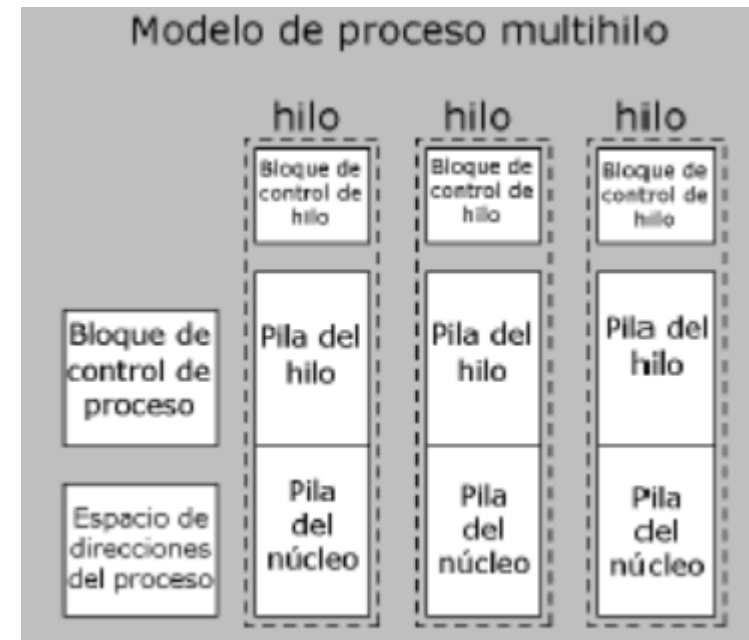 Modelo de proceso multihilo
hilo
hilo
hilo
Bloque de
control de
hilo
Bloque de
control de
hilo
Bloque de
control de
hilo
Bloque de
control de
proceso
Pila del
hilo
Pila del
hilo
Pila del
hilo
Espacio de
direcciones
del proceso
Pila
del
núcleo
Pila
del
núcleo
Pila
del
núcleo